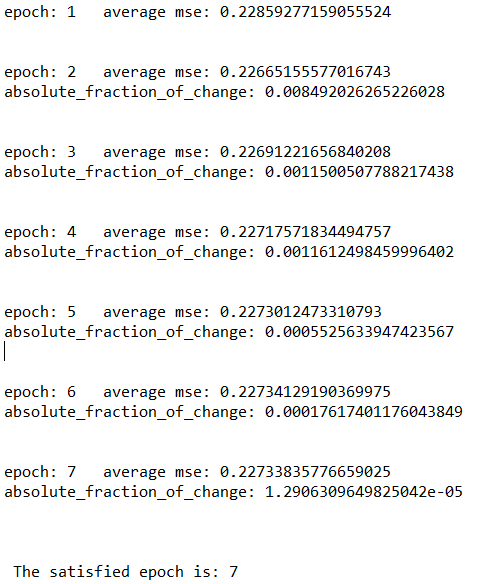 epoch: 1   average mse: 0.22859277159055524
epoch: 2   average mse: 0.22665155577016743
absolute_fraction_of_change: 0.008492026265226028
epoch: 3   average mse: 0.22691221656840208
absolute_fraction_of_change: 0.0011500507788217438
epoch: 4   average mse: 0.22717571834494757
absolute_fraction_of_change: 0.0011612498459996402
epoch: 5   average mse: 0.2273012473310793
absolute_fraction_of_change: 0.0005525633947423567
epoch: 6   average mse: 0.22734129190369975
absolute_fraction_of_change: 0.00017617401176043849
epoch: 7   average mse: 0.22733835776659025
absolute_fraction_of_change: 1.2906309649825042e-05
The satisfied epoch is: 7